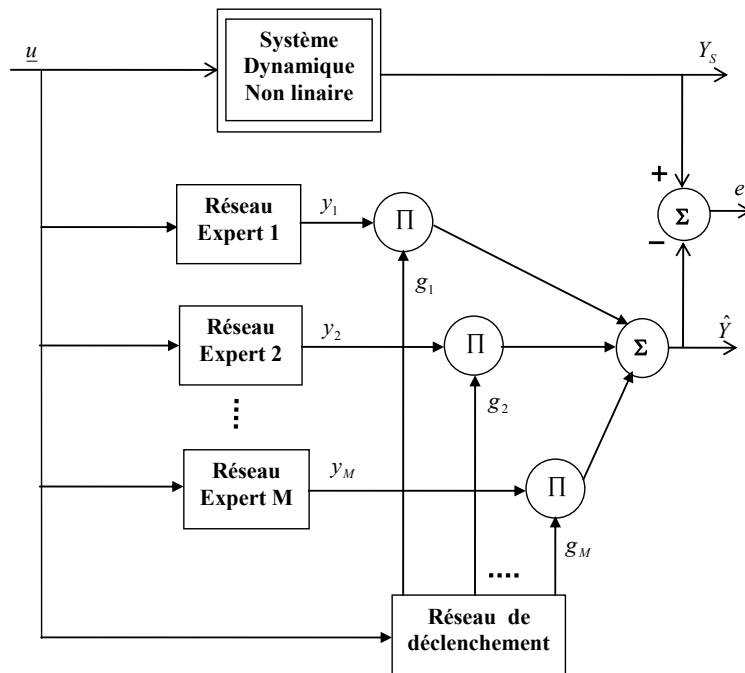 u
Système
Dynamique
Non linaire
Y_S
+
e
Σ
−
Réseau
Expert 1
y_1
Π
g_1
Réseau
Expert 2
y_2
Π
Σ
Ŷ
g_2
Réseau
Expert M
y_M
Π
g_M
Réseau de
déclenchement